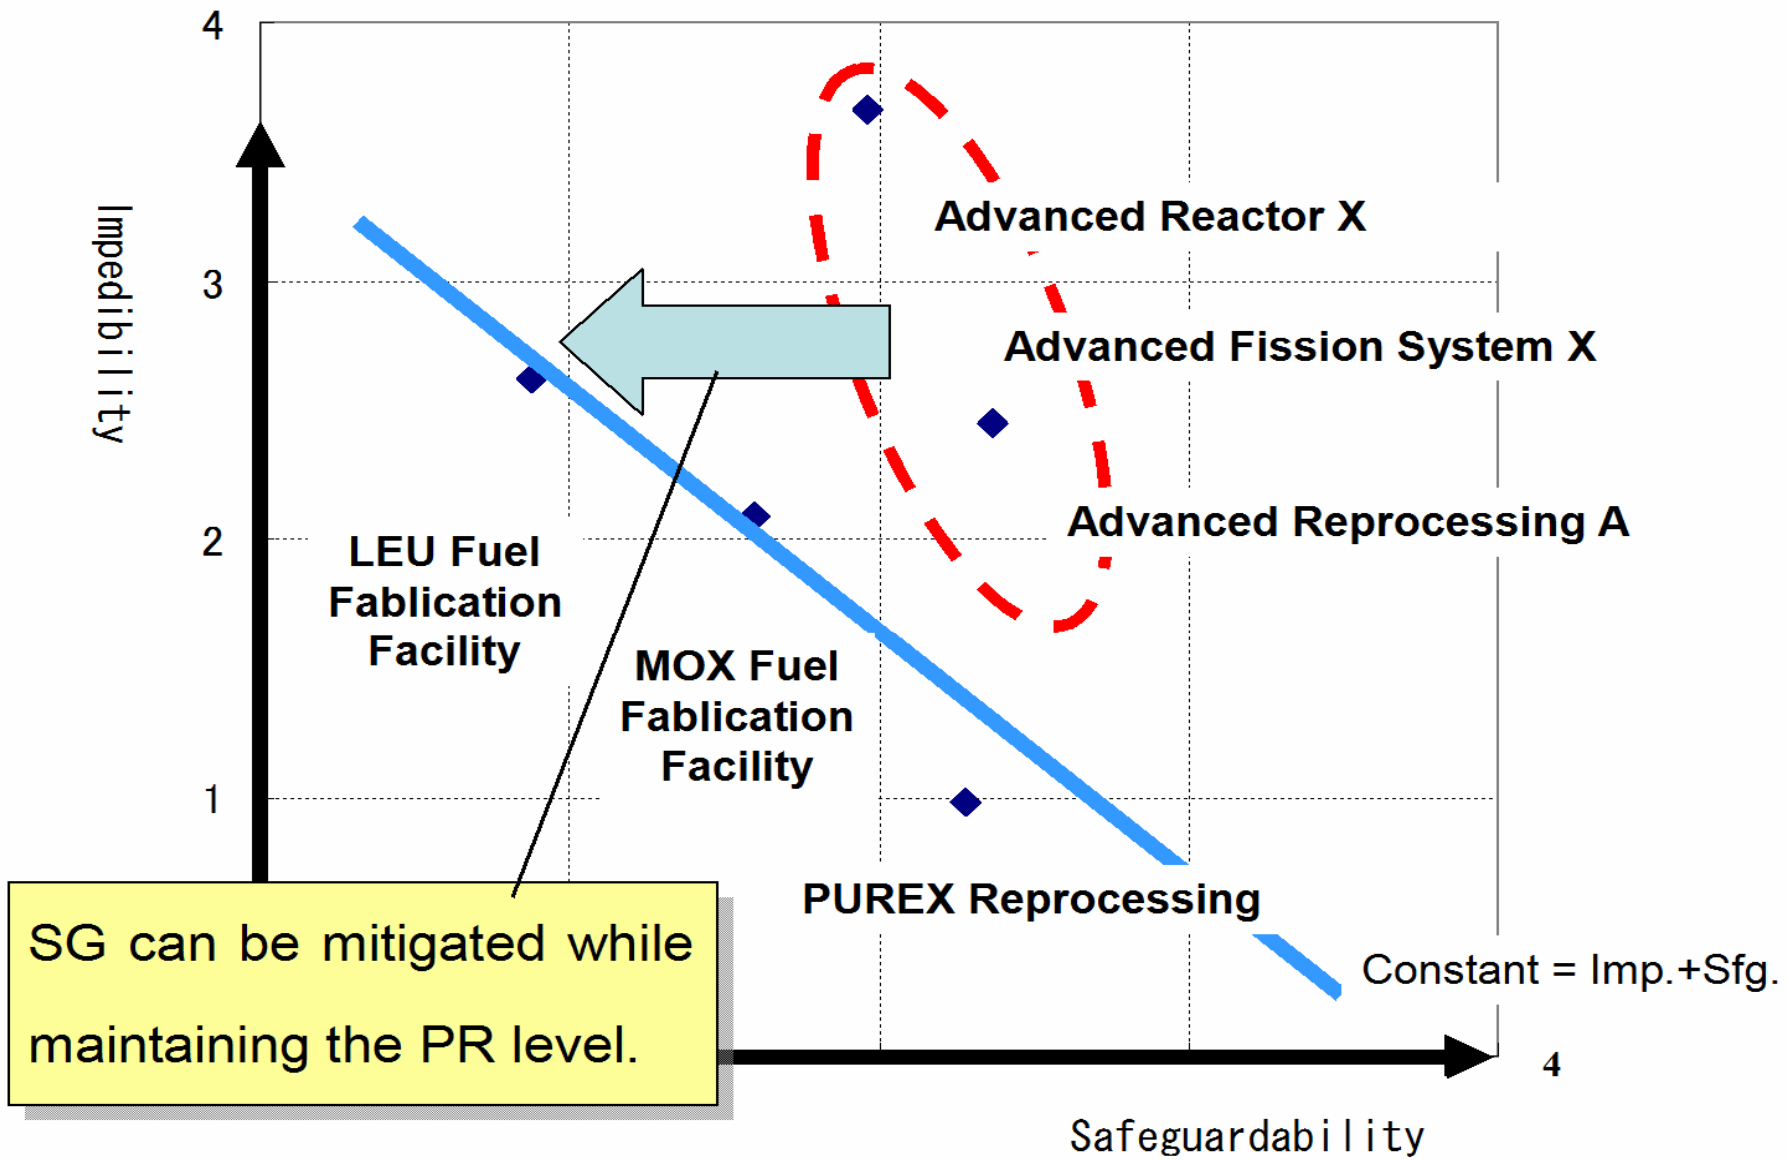 4
3
2
1
Impedibility
Advanced Reactor X
Advanced Fission System X
Advanced Reprocessing A
LEU Fuel
Fablication
Facility
MOX Fuel
Fablication
Facility
PUREX Reprocessing
Constant = Imp.+Sfg.
SG can be mitigated while
maintaining the PR level.
4
Safeguardability